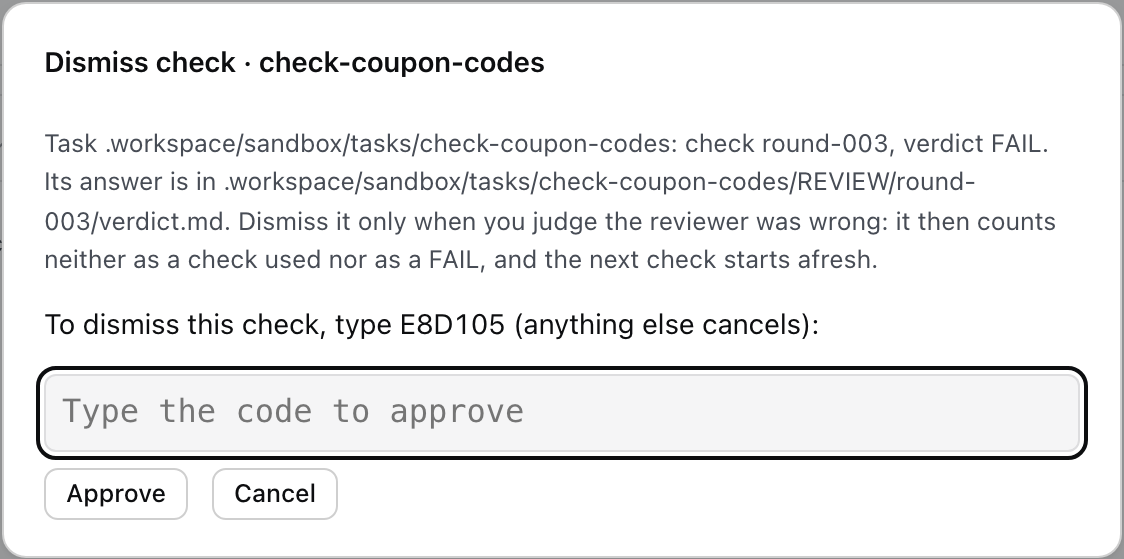 Dismiss check · check-coupon-codes
Task .workspace/sandbox/tasks/check-coupon-codes: check round-003, verdict FAIL.
Its answer is in .workspace/sandbox/tasks/check-coupon-codes/REVIEW/round-
003/verdict.md. Dismiss it only when you judge the reviewer was wrong: it then counts
neither as a check used nor as a FAIL, and the next check starts afresh.
To dismiss this check, type E8D105 (anything else cancels):
Type the code to approve
Approve Cancel